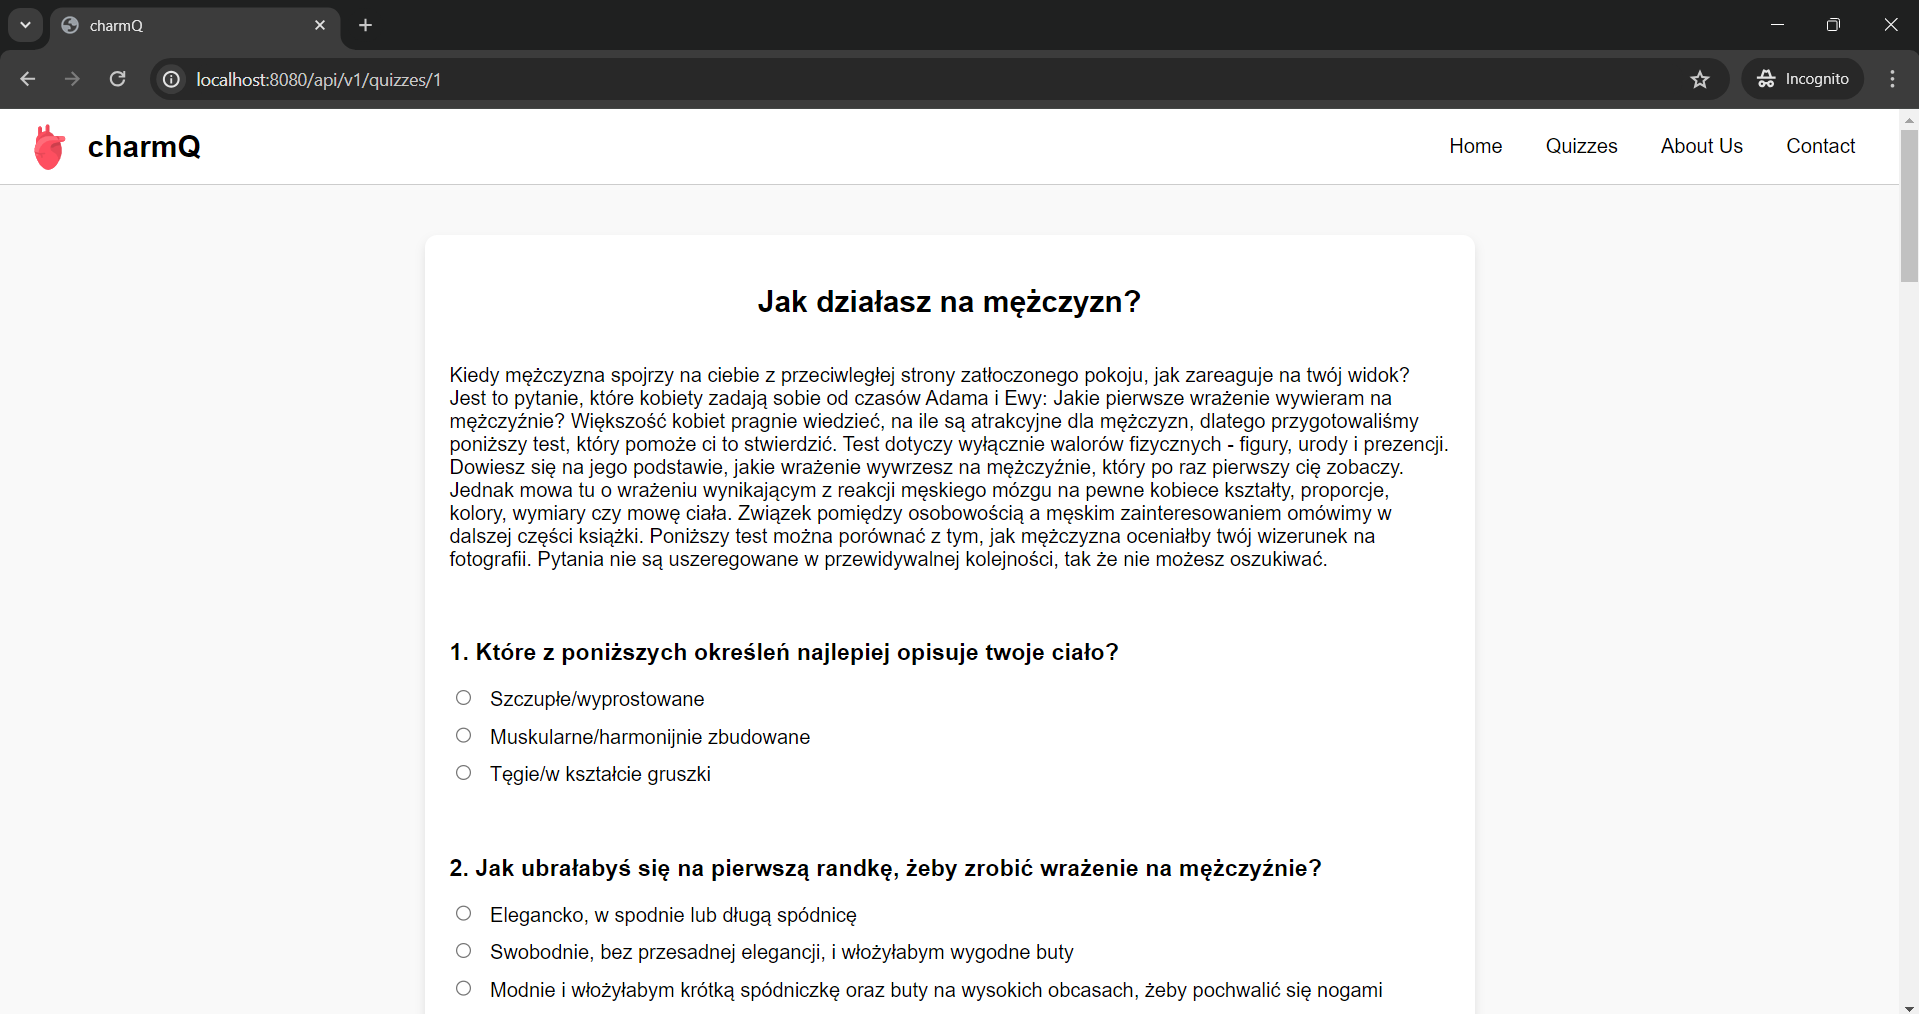 charmQ
localhost:8080/api/v1/quizzes/1
Incognito
charmQ
Home
Quizzes
About Us
Contact
Jak działasz na mężczyzn?
Kiedy mężczyzna spojrzy na ciebie z przeciwległej strony zatłoczonego pokoju, jak zareaguje na twój widok?
Jest to pytanie, które kobiety zadają sobie od czasów Adama i Ewy: Jakie pierwsze wrażenie wywieram na
mężczyźnie? Większość kobiet pragnie wiedzieć, na ile są atrakcyjne dla mężczyzn, dlatego przygotowaliśmy
poniższy test, który pomoże ci to stwierdzić. Test dotyczy wyłącznie walorów fizycznych - figury, urody i prezencji.
Dowiesz się na jego podstawie, jakie wrażenie wywrzesz na mężczyźnie, który po raz pierwszy cię zobaczy.
Jednak mowa tu o wrażeniu wynikającym z reakcji męskiego mózgu na pewne kobiece kształty, proporcje,
kolory, wymiary czy mowę ciała. Związek pomiędzy osobowością a męskim zainteresowaniem omówimy w
dalszej części książki. Poniższy test można porównać z tym, jak mężczyzna oceniałby twój wizerunek na
fotografii. Pytania nie są uszeregowane w przewidywalnej kolejności, tak że nie możesz oszukiwać.
1. Które z poniższych określeń najlepiej opisuje twoje ciało?
Szczupłe/wyprostowane
Muskularne/harmonijnie zbudowane
Tęgie/w kształcie gruszki
2. Jak ubrałabyś się na pierwszą randkę, żeby zrobić wrażenie na mężczyźnie?
Elegancko, w spodnie lub długą spódnicę
Swobodnie, bez przesadnej elegancji, i włożyłabym wygodne buty
Modnie i włożyłabym krótką spódniczkę oraz buty na wysokich obcasach, żeby pochwalić się nogami